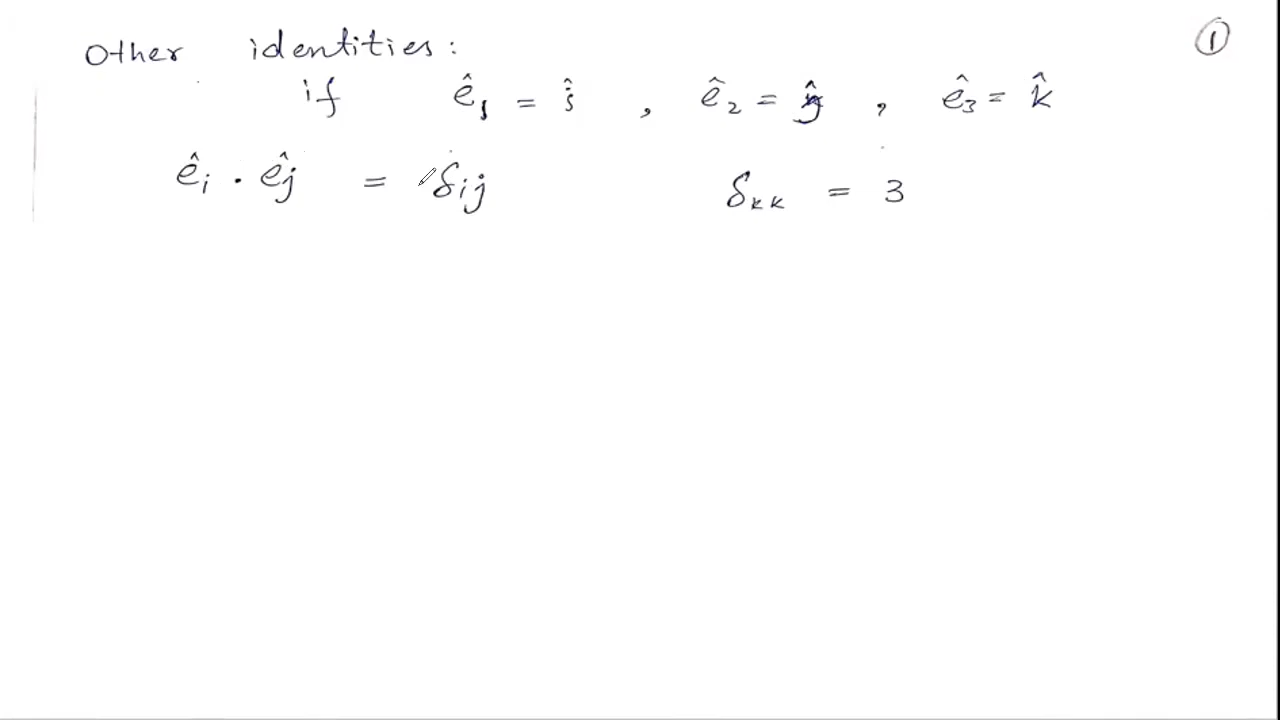 Other identities: ①
if ê₁ = î , ê₂ = ĵ , ê₃ = k̂
êᵢ · êⱼ = δᵢⱼ δₖₖ = 3